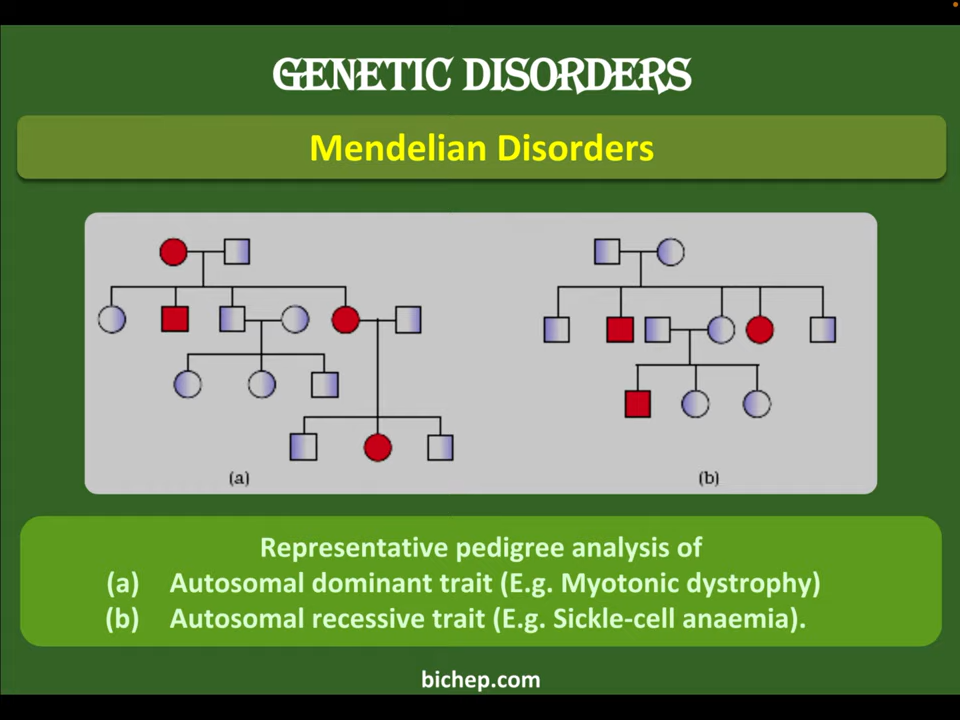 GENETIC DISORDERS
Mendelian Disorders
(a)
(b)
Representative pedigree analysis of
(a) Autosomal dominant trait (E.g. Myotonic dystrophy)
(b) Autosomal recessive trait (E.g. Sickle-cell anaemia).
bichep.com